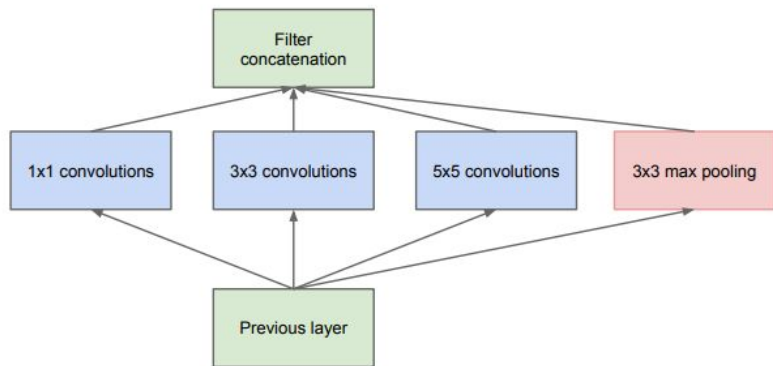 Filter
concatenation
1x1 convolutions
3x3 convolutions
5x5 convolutions
3x3 max pooling
Previous layer